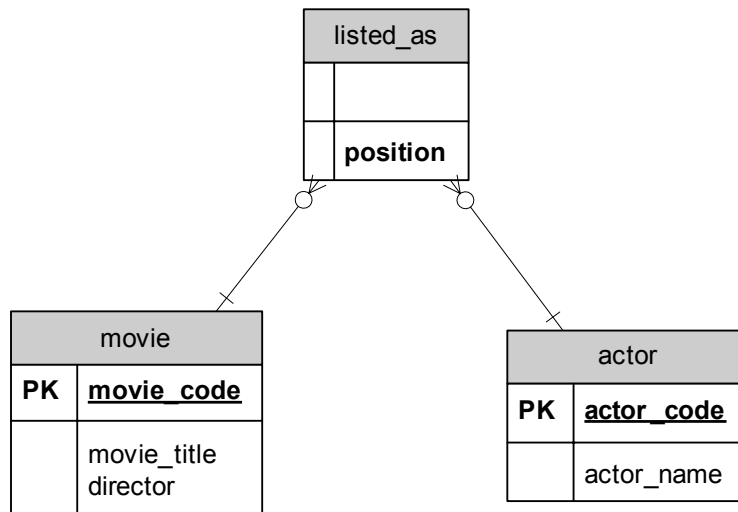 listed_as
position
movie
PK movie_code
movie_title
director
actor
PK actor_code
actor_name